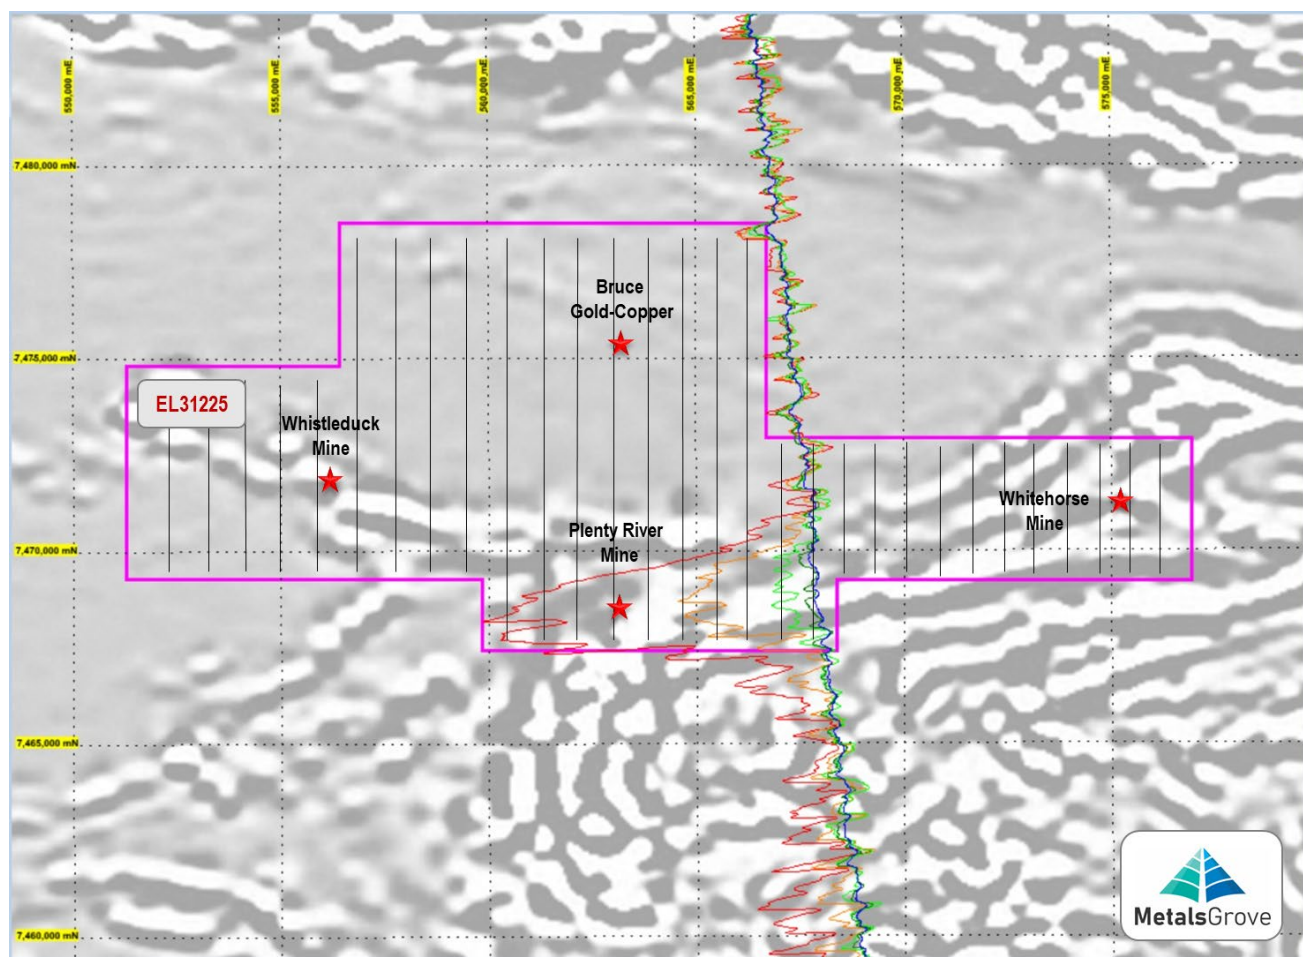 550,000 mE
555,000 mE
560,000 mE
565,000 mE
570,000 mE
575,000 mE
7,480,000 mN
Bruce
Gold-Copper
7,475,000 mN
EL31225
Whistleduck
Mine
Whitehorse
Mine
Plenty River
Mine
7,470,000 mN
7,465,000 mN
7,460,000 mN
MetalsGrove